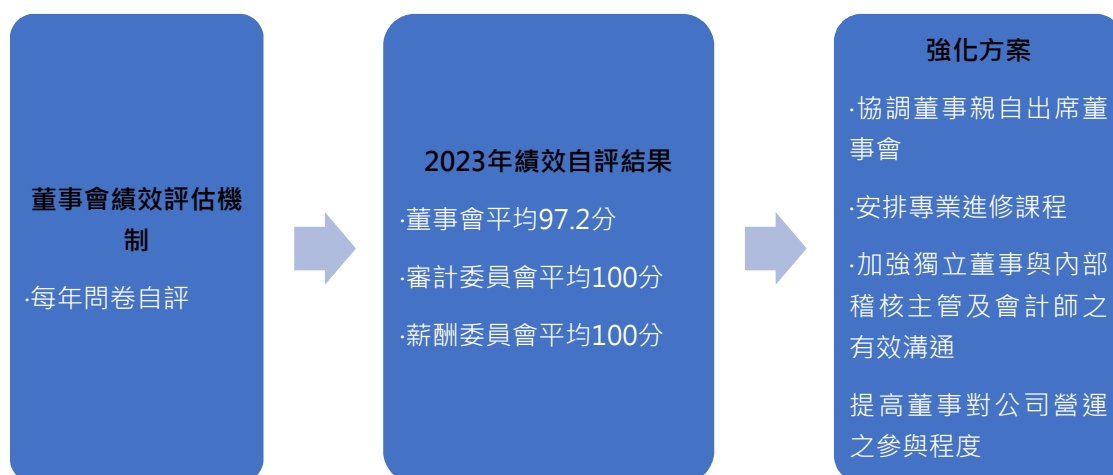 董事會績效評估機
制
·每年問卷自評
2023年績效自評結果
·董事會平均97.2分
·審計委員會平均100分
·薪酬委員會平均100分
強化方案
·協調董事親自出席董
事會
·安排專業進修課程
·加強獨立董事與內部
稽核主管及會計師之
有效溝通
提高董事對公司營運
之參與程度